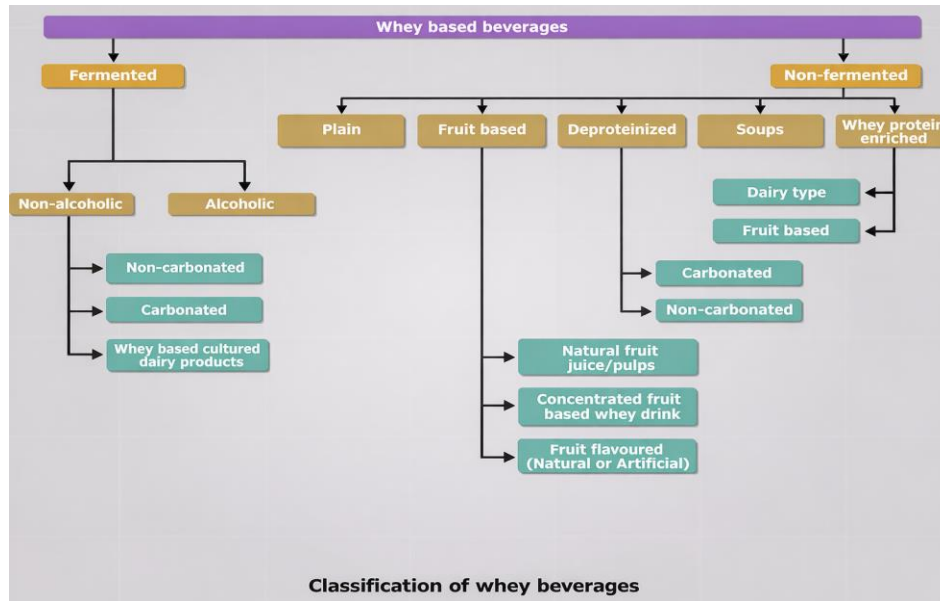 Whey based beverages
Fermented
Non-fermented
Plain
Fruit based
Deproteinized
Soups
Whey protein
enriched
Non-alcoholic
Alcoholic
Dairy type
Fruit based
Non-carbonated
Carbonated
Whey based cultured
dairy products
Carbonated
Non-carbonated
Natural fruit
juice/pulps
Concentrated fruit
based whey drink
Fruit flavoured
(Natural or Artificial)
Classification of whey beverages